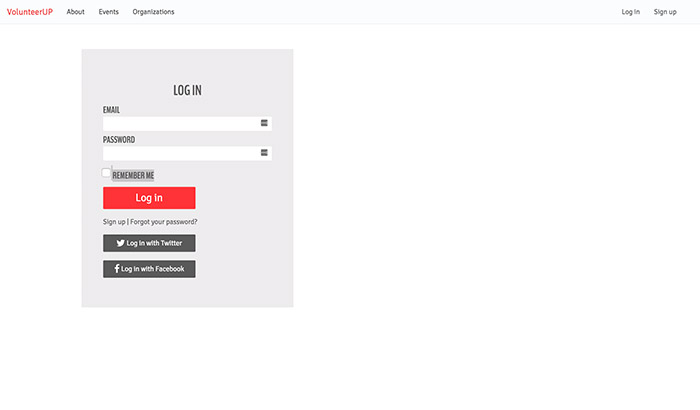 VolunteerUP About Events Organizations Log In Sign up
LOG IN
EMAIL
PASSWORD
REMEMBER ME
Log in
Sign up | Forgot your password?
Log In with Twitter
Log In with Facebook